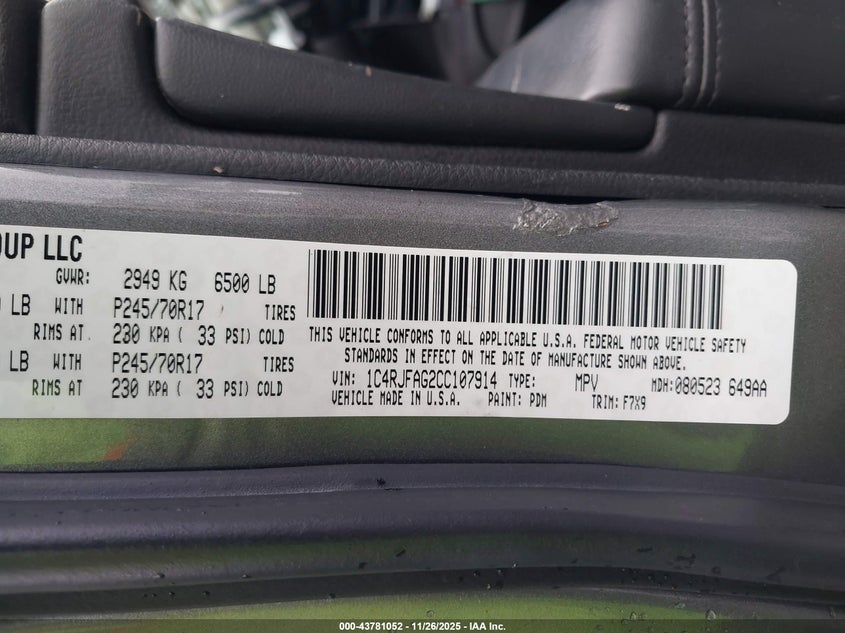 OUP LLC
GVWR: 2949 KG 6500 LB
LB WITH P245/70R17 TIRES
RIMS AT 230 KPA ( 33 PSI) COLD
LB WITH P245/70R17 TIRES
RIMS AT 230 KPA ( 33 PSI) COLD
THIS VEHICLE CONFORMS TO ALL APPLICABLE U.S.A. FEDERAL MOTOR VEHICLE SAFETY
STANDARDS IN EFFECT ON THE DATE OF MANUFACTURE SHOWN ABOVE.
VIN: 1C4RJFAG2CC107914 TYPE: MPV MDH:080523 649AA
VEHICLE MADE IN U.S.A. PAINT: PDM TRIM: F7X9
000-43781052 - 11/26/2025 - IAA Inc.